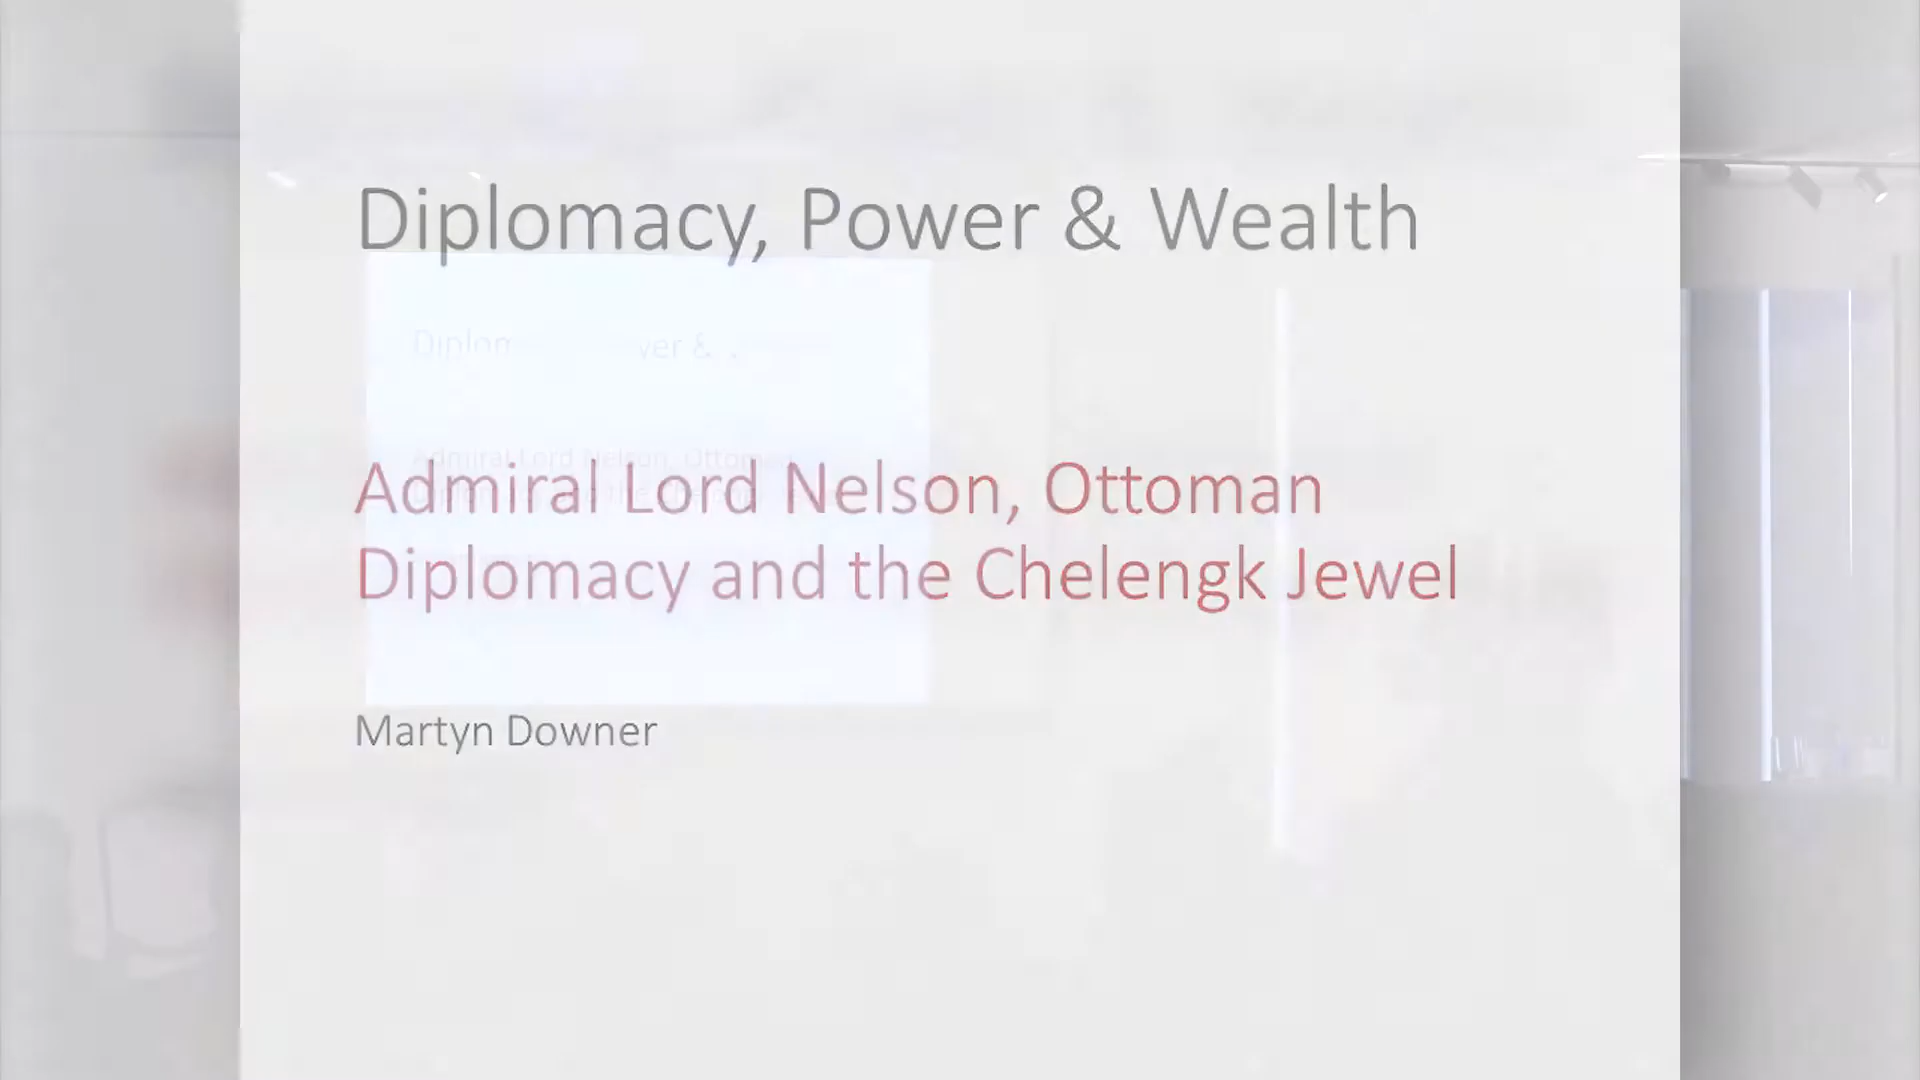 Diplomacy, Power & Wealth
Admiral Lord Nelson, Ottoman
Diplomacy and the Chelengk Jewel
Martyn Downer